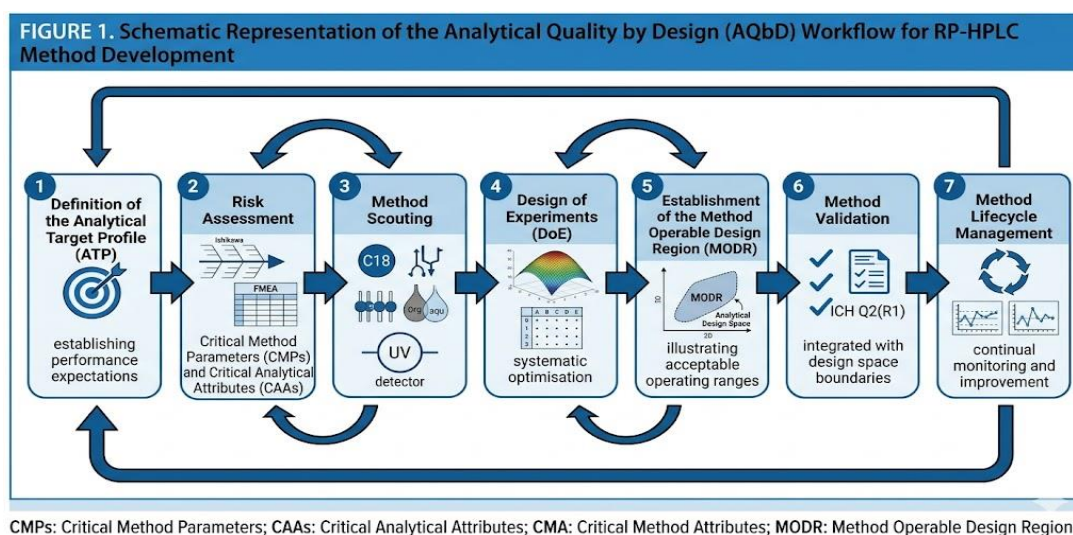 FIGURE 1. Schematic Representation of the Analytical Quality by Design (AQbD) Workflow for RP-HPLC
Method Development
1
Definition of
the Analytical
Target Profile
(ATP)
establishing
performance
expectations
2
Risk
Assessment
Ishikawa
FMEA
Critical Method
Parameters (CMPs)
and Critical Analytical
Attributes (CAAs)
3
Method
Scouting
C18
Org
aqu
UV
detector
4
Design of
Experiments
(DoE)
A B C D E
systematic
optimisation
5
Establishment
of the Method
Operable Design
Region (MODR)
MODR
Analytical
Design Space
2D
illustrating
acceptable
operating ranges
6
Method
Validation
ICH Q2(R1)
integrated with
design space
boundaries
7
Method
Lifecycle
Management
continual
monitoring and
improvement
CMPs: Critical Method Parameters; CAAs: Critical Analytical Attributes; CMA: Critical Method Attributes; MODR: Method Operable Design Region